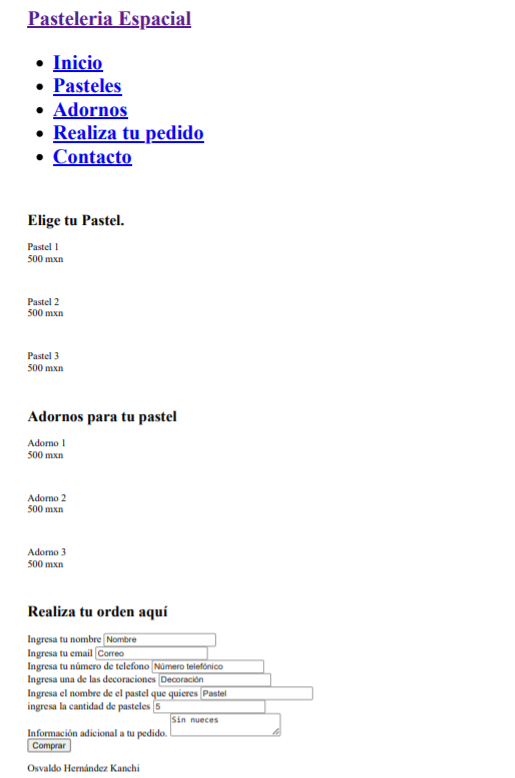 Pasteleria Espacial
Inicio
Pasteles
Adornos
Realiza tu pedido
Contacto
Elige tu Pastel.
Pastel 1
500 mxn
Pastel 2
500 mxn
Pastel 3
500 mxn
Adornos para tu pastel
Adorno 1
500 mxn
Adorno 2
500 mxn
Adorno 3
500 mxn
Realiza tu orden aquí
Ingresa tu nombre Nombre
Ingresa tu email Correo
Ingresa tu número de telefono Número telefónico
Ingresa una de las decoraciones Decoración
Ingresa el nombre de el pastel que quieres Pastel
ingresa la cantidad de pasteles 5
Sin nueces
Información adicional a tu pedido.
Comprar
Osvaldo Hernández Kanchi